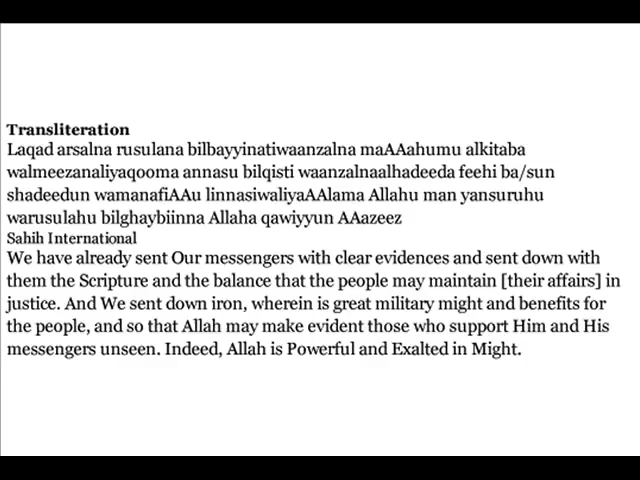 Transliteration
Laqad arsalna rusulana bilbayyinatiwaanzalna maAAahumu alkitaba
walmeezanaliyaqooma annasu bilqisti waanzalnaalhadeeda feehi ba/sun
shadeedun wamanafiAAu linnasiwaliyaAAlama Allahu man yansuruhu
warusulahu bilghaybiinna Allaha qawiyyun AAazeez
Sahih International
We have already sent Our messengers with clear evidences and sent down with
them the Scripture and the balance that the people may maintain [their affairs] in
justice. And We sent down iron, wherein is great military might and benefits for
the people, and so that Allah may make evident those who support Him and His
messengers unseen. Indeed, Allah is Powerful and Exalted in Might.